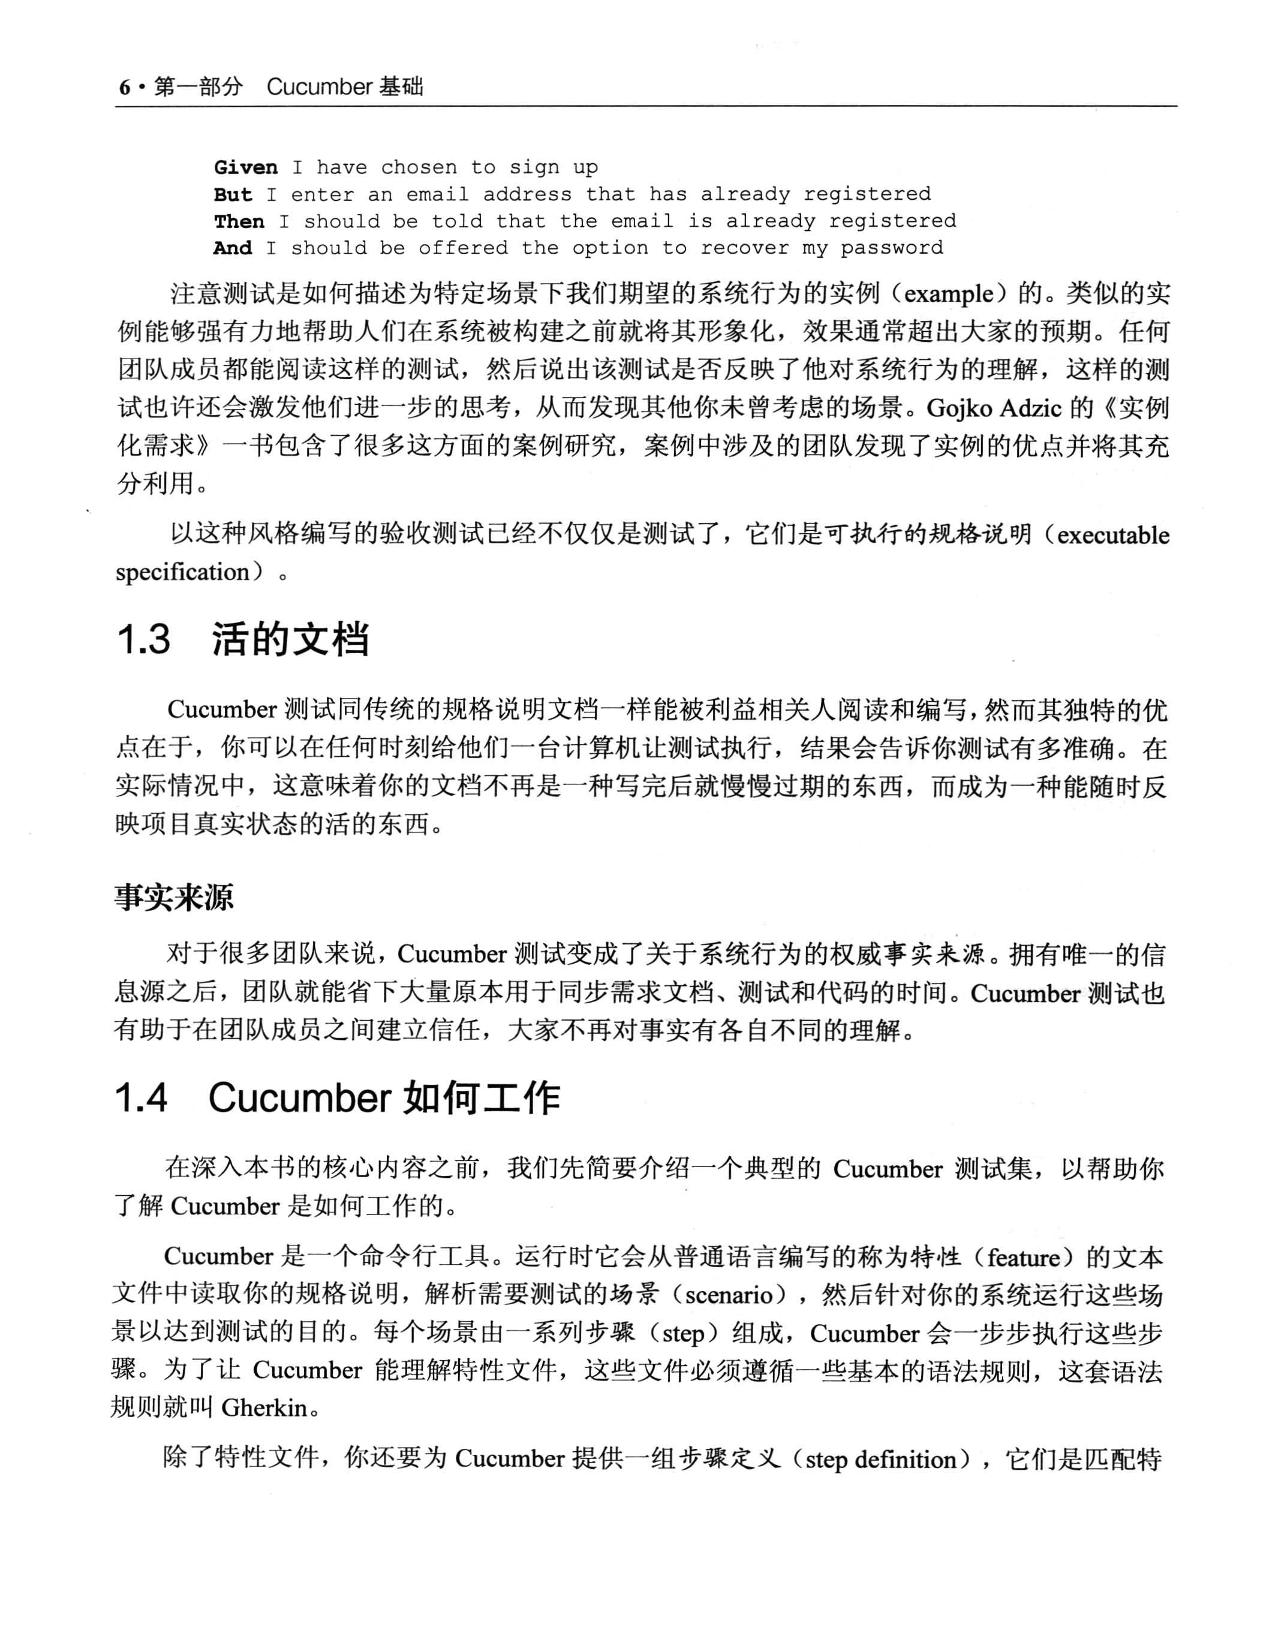 6·第一部分 Cucumber 基础
Given I have chosen to sign up
But I enter an email address that has already registered
Then I should be told that the email is already registered
And I should be offered the option to recover my password
注意测试是如何描述为特定场景下我们期望的系统行为的实例（example）的。类似的实
例能够强有力地帮助人们在系统被构建之前就将其形象化，效果通常超出大家的预期。任何
团队成员都能阅读这样的测试，然后说出该测试是否反映了他对系统行为的理解，这样的测
试也许还会激发他们进一步的思考，从而发现其他你未曾考虑的场景。Gojko Adzic 的《实例
化需求》一书包含了很多这方面的案例研究，案例中涉及的团队发现了实例的优点并将其充
分利用。
以这种风格编写的验收测试已经不仅仅是测试了，它们是可执行的规格说明（executable
specification）。
1.3 活的文档
Cucumber 测试同传统的规格说明文档一样能被利益相关人阅读和编写，然而其独特的优
点在于，你可以在任何时刻给他们一台计算机让测试执行，结果会告诉你测试有多准确。在
实际情况中，这意味着你的文档不再是一种写完后就慢慢过期的东西，而成为一种能随时反
映项目真实状态的活的东西。
事实来源
对于很多团队来说，Cucumber 测试变成了关于系统行为的权威事实来源。拥有唯一的信
息源之后，团队就能省下大量原本用于同步需求文档、测试和代码的时间。Cucumber 测试也
有助于在团队成员之间建立信任，大家不再对事实有各自不同的理解。
1.4 Cucumber 如何工作
在深入本书的核心内容之前，我们先简要介绍一个典型的 Cucumber 测试集，以帮助你
了解 Cucumber 是如何工作的。
Cucumber 是一个命令行工具。运行时它会从普通语言编写的称为特性（feature）的文本
文件中读取你的规格说明，解析需要测试的场景（scenario），然后针对你的系统运行这些场
景以达到测试的目的。每个场景由一系列步骤（step）组成，Cucumber 会一步步执行这些步
骤。为了让 Cucumber 能理解特性文件，这些文件必须遵循一些基本的语法规则，这套语法
规则就叫 Gherkin。
除了特性文件，你还要为 Cucumber 提供一组步骤定义（step definition），它们是匹配特